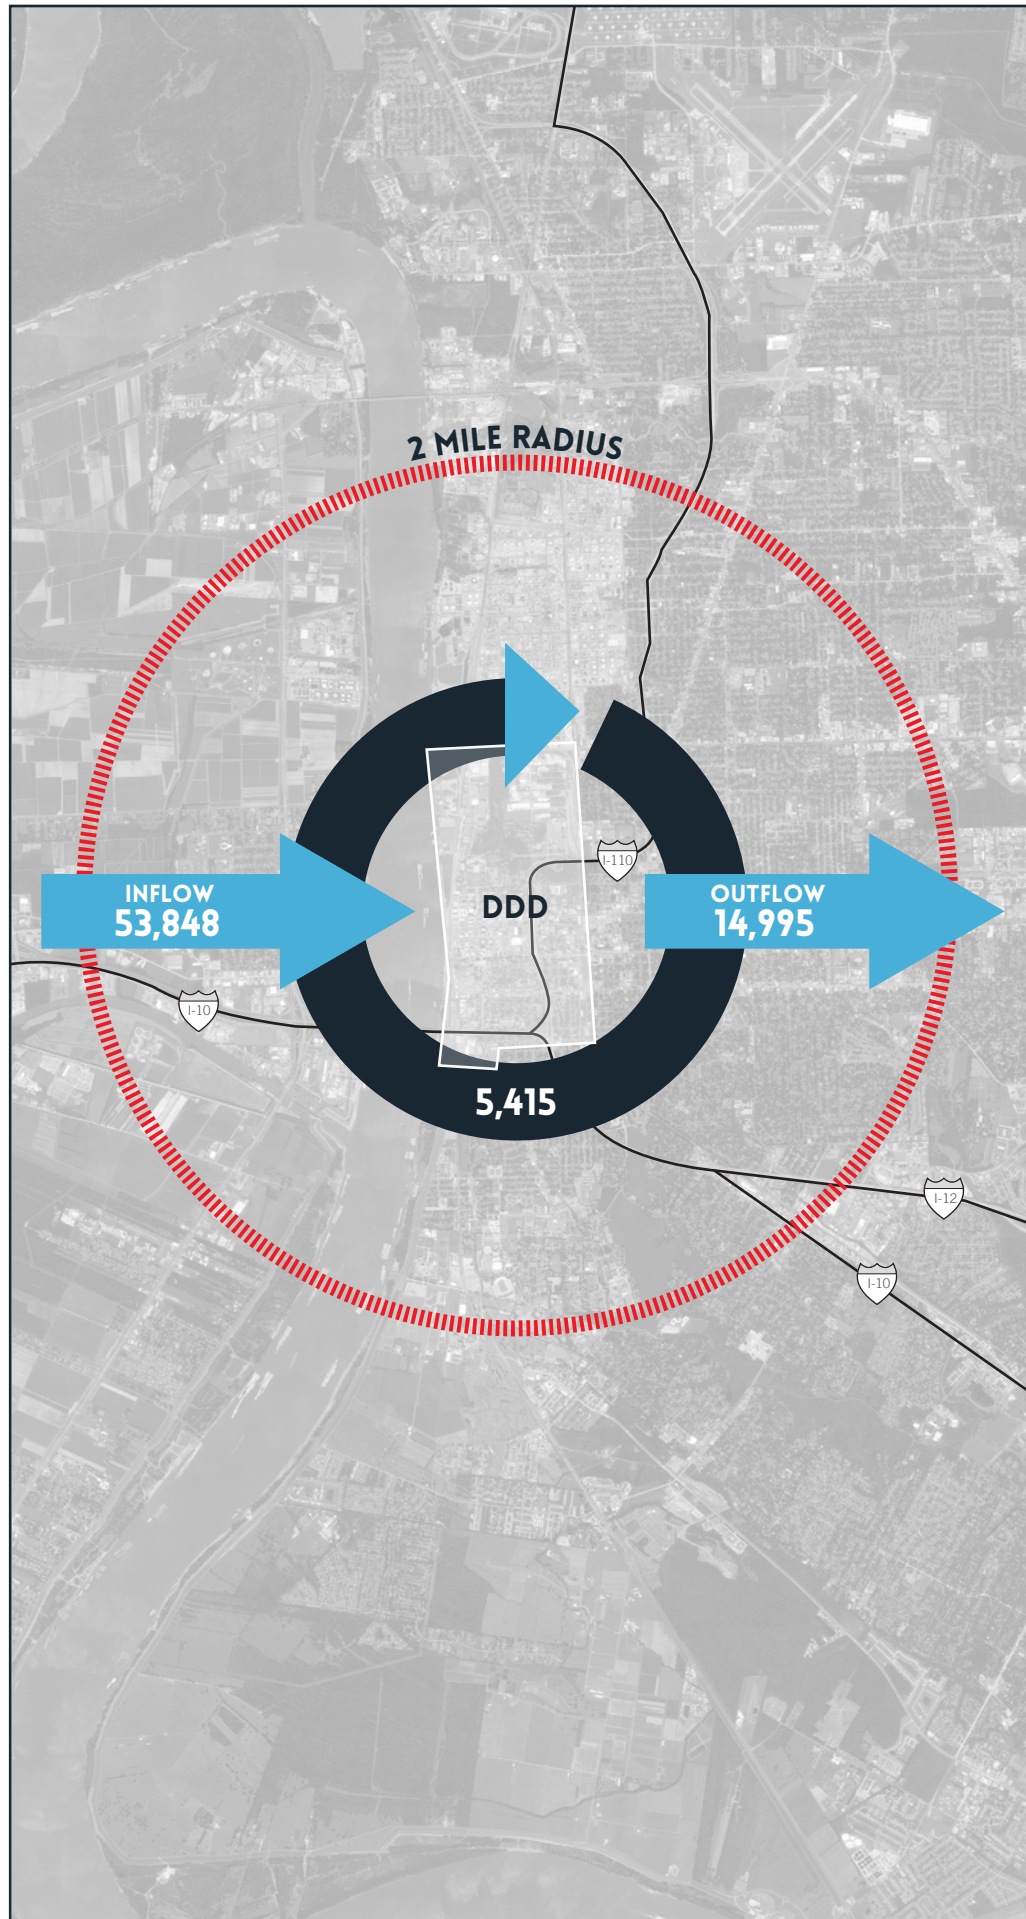 2 MILE RADIUS
I-110
INFLOW
53,848
DDD
OUTFLOW
14,995
I-10
5,415
I-12
I-10